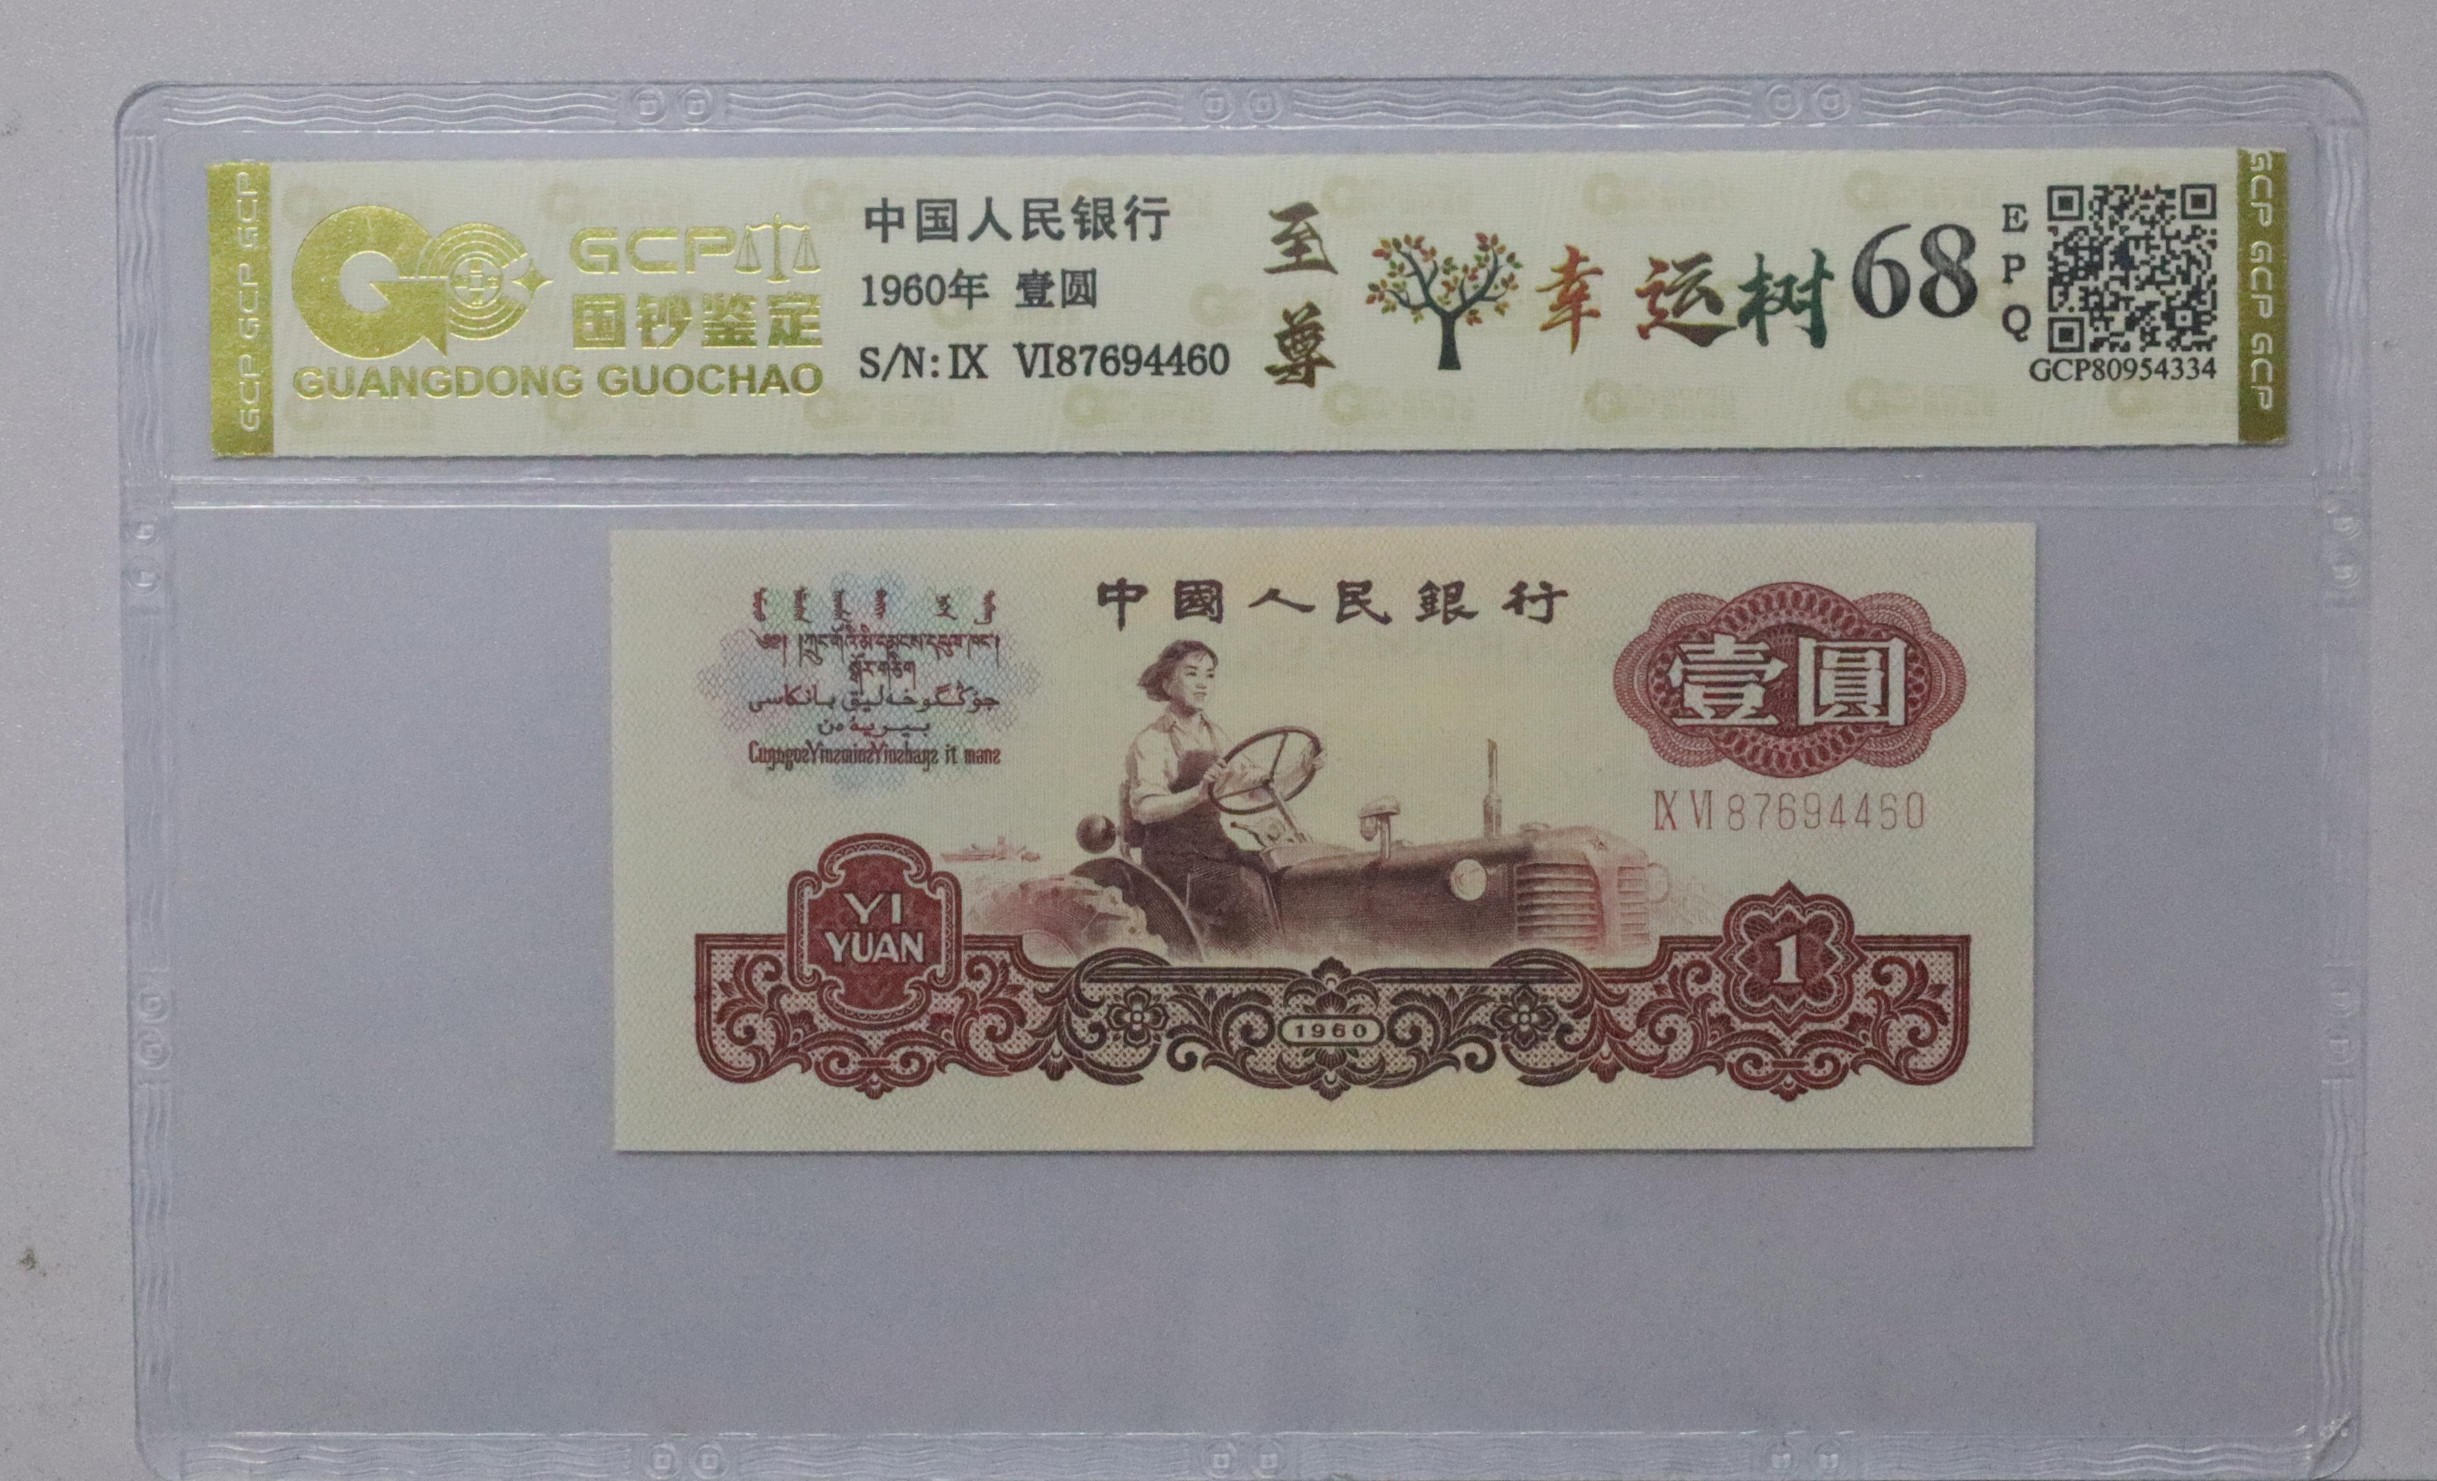 GCP GCP GCP
GCP
国钞鉴定
GUANGDONG GUOCHAO
中国人民银行
1960年 壹圆
S/N: IX VI87694460
至尊
幸运树
68
EPQ
GCP80954334
GCP GCP GCP
中國人民銀行
壹圓
IX VI 87694460
YI
YUAN
1960
1